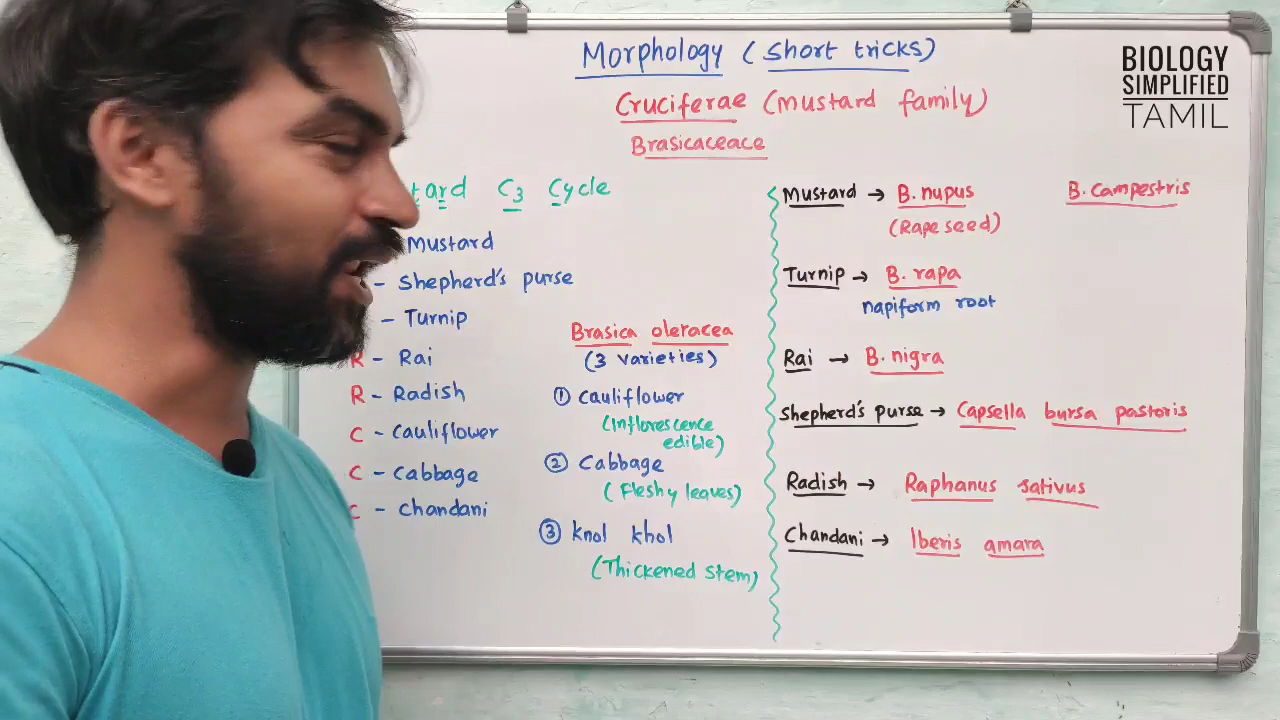 Morphology (short tricks)
Cruciferae (mustard family)
Brasicaceace
BIOLOGY
SIMPLIFIED
TAMIL
tard C3 Cycle
Mustard
- Shepherd's purse
- Turnip
R - Rai
R - Radish
C - Cauliflower
C - Cabbage
C - Chandani
Brasica oleracea
(3 varieties)
① Cauliflower
(Inflorescence
edible)
② Cabbage
(Fleshy leaves)
③ Knol khol
(Thickened stem)
Mustard → B. nupus
B. campestris
(Rape seed)
Turnip → B. rapa
napiform root
Rai → B. nigra
Shepherd's purse → Capsella bursa pastoris
Radish → Raphanus sativus
Chandani → Iberis amara